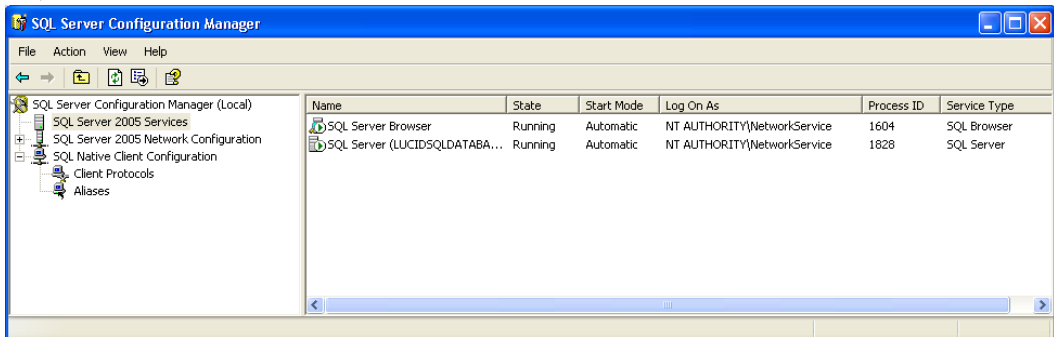 SQL Server Configuration Manager
File Action View Help
SQL Server Configuration Manager (Local)
SQL Server 2005 Services
SQL Server 2005 Network Configuration
SQL Native Client Configuration
Client Protocols
Aliases
Name State Start Mode Log On As Process ID Service Type
SQL Server Browser Running Automatic NT AUTHORITY\NetworkService 1604 SQL Browser
SQL Server (LUCIDSQLDATABA... Running Automatic NT AUTHORITY\NetworkService 1828 SQL Server